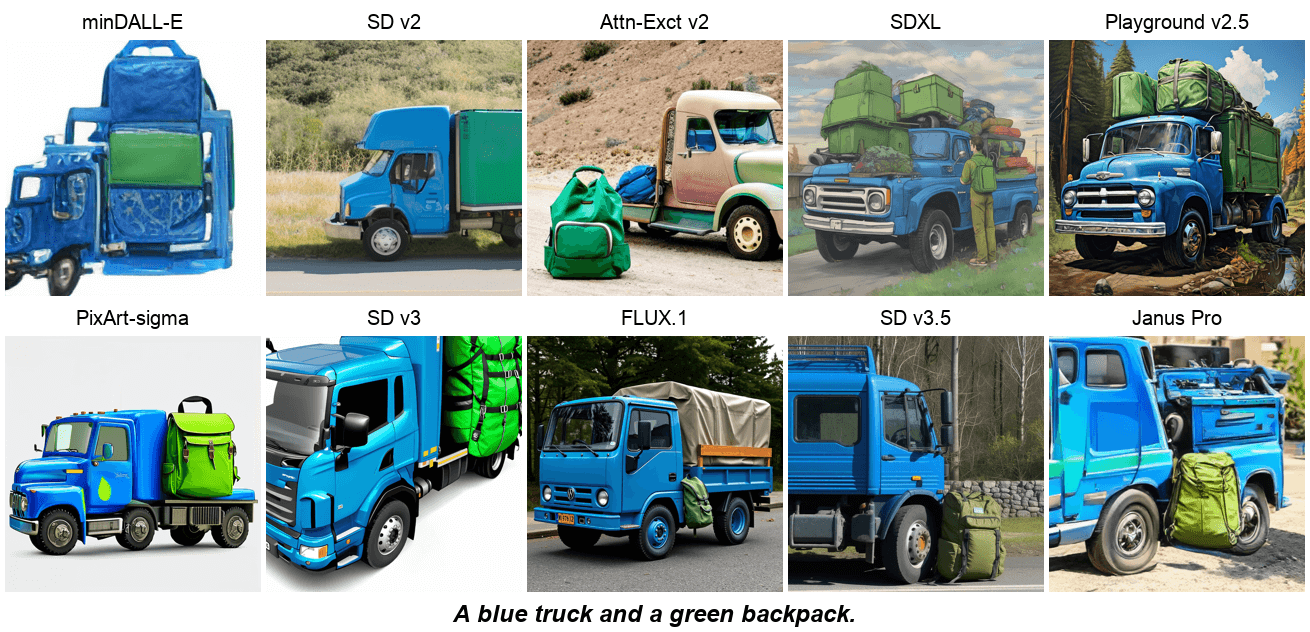 minDALL-E
SD v2
Attn-Exct v2
SDXL
Playground v2.5
PixArt-sigma
SD v3
FLUX.1
SD v3.5
Janus Pro
A blue truck and a green backpack.